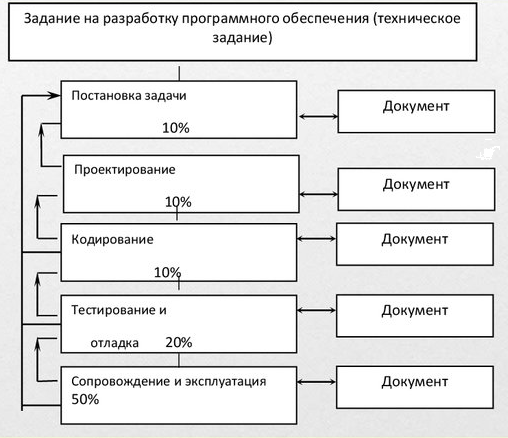 Задание на разработку программного обеспечения (техническое
задание)
Постановка задачи
10%
Документ
Проектирование
10%
Документ
Кодирование
10%
Документ
Тестирование и
отладка 20%
Документ
Сопровождение и эксплуатация
50%
Документ